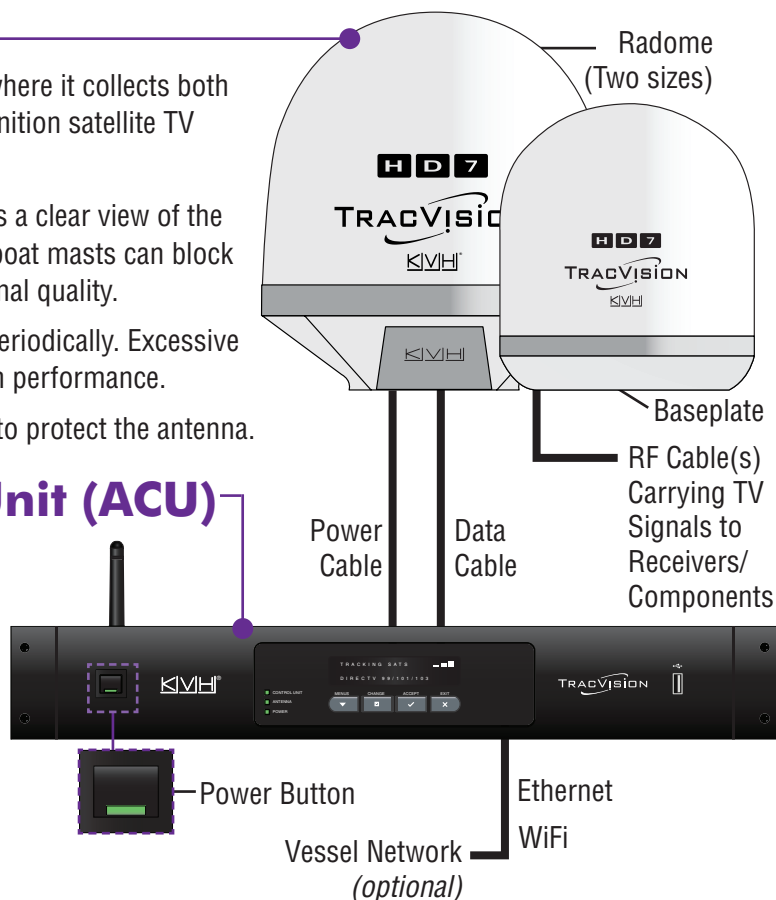 Radome
(Two sizes)
where it collects both
nition satellite TV
s a clear view of the
boat masts can block
nal quality.
eriodically. Excessive
n performance.
to protect the antenna.
HD7
TRACVISIO
KVH
KVH
HD7
TRACVISION
KVH
Baseplate
RF Cable(s)
Carrying TV
Signals to
Receivers/
Components
Unit (ACU)
Power
Cable
Data
Cable
KVH®
TRACKING SATS
DIRECTV 99/101/103
CONTROL UNIT
ANTENNA
POWER
MENUS CHANGE ACCEPT EXIT
TRACVISION
Power Button
Ethernet
WiFi
Vessel Network
(optional)